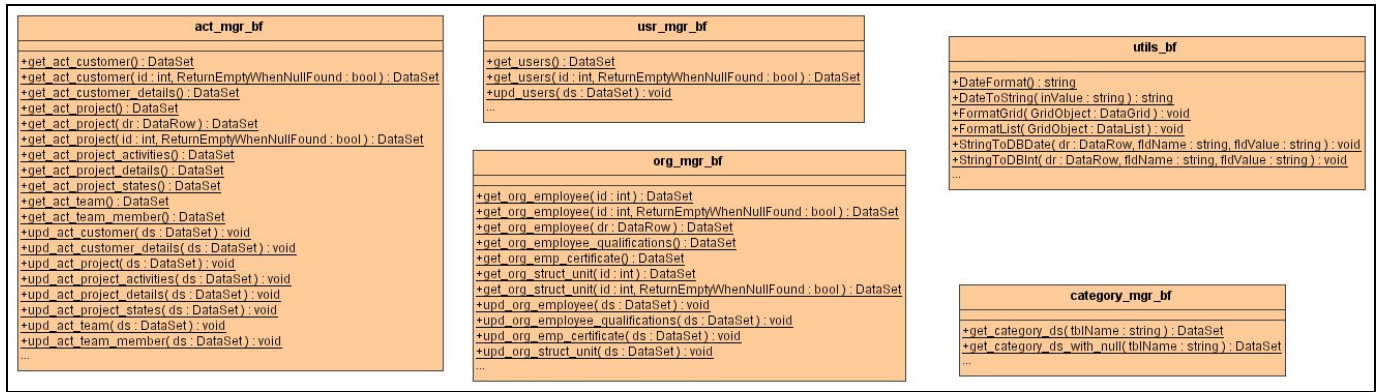 act_mgr_bf
+get_act_customer() : DataSet
+get_act_customer( id : int, ReturnEmptyWhenNullFound : bool ) : DataSet
+get_act_customer_details() : DataSet
+get_act_project() : DataSet
+get_act_project( dr : DataRow ) : DataSet
+get_act_project( id : int, ReturnEmptyWhenNullFound : bool ) : DataSet
+get_act_project_activities() : DataSet
+get_act_project_details() : DataSet
+get_act_project_states() : DataSet
+get_act_team() : DataSet
+get_act_team_member() : DataSet
+upd_act_customer( ds : DataSet ) : void
+upd_act_customer_details( ds : DataSet ) : void
+upd_act_project( ds : DataSet ) : void
+upd_act_project_activities( ds : DataSet ) : void
+upd_act_project_details( ds : DataSet ) : void
+upd_act_project_states( ds : DataSet ) : void
+upd_act_team( ds : DataSet ) : void
+upd_act_team_member( ds : DataSet ) : void
...
usr_mgr_bf
+get_users() : DataSet
+get_users( id : int, ReturnEmptyWhenNullFound : bool ) : DataSet
+upd_users( ds : DataSet ) : void
...
org_mgr_bf
+get_org_employee( id : int ) : DataSet
+get_org_employee( id : int, ReturnEmptyWhenNullFound : bool ) : DataSet
+get_org_employee( dr : DataRow ) : DataSet
+get_org_employee_qualifications() : DataSet
+get_org_emp_certificate() : DataSet
+get_org_struct_unit( id : int ) : DataSet
+get_org_struct_unit( id : int, ReturnEmptyWhenNullFound : bool ) : DataSet
+upd_org_employee( ds : DataSet ) : void
+upd_org_employee_qualifications( ds : DataSet ) : void
+upd_org_emp_certificate( ds : DataSet ) : void
+upd_org_struct_unit( ds : DataSet ) : void
...
utils_bf
+DateFormat() : string
+DateToString( inValue : string ) : string
+FormatGrid( GridObject : DataGrid ) : void
+FormatList( GridObject : DataList ) : void
+StringToDBDate( dr : DataRow, fldName : string, fldValue : string ) : void
+StringToDBInt( dr : DataRow, fldName : string, fldValue : string ) : void
...
category_mgr_bf
+get_category_ds( tblName : string ) : DataSet
+get_category_ds_with_null( tblName : string ) : DataSet
...